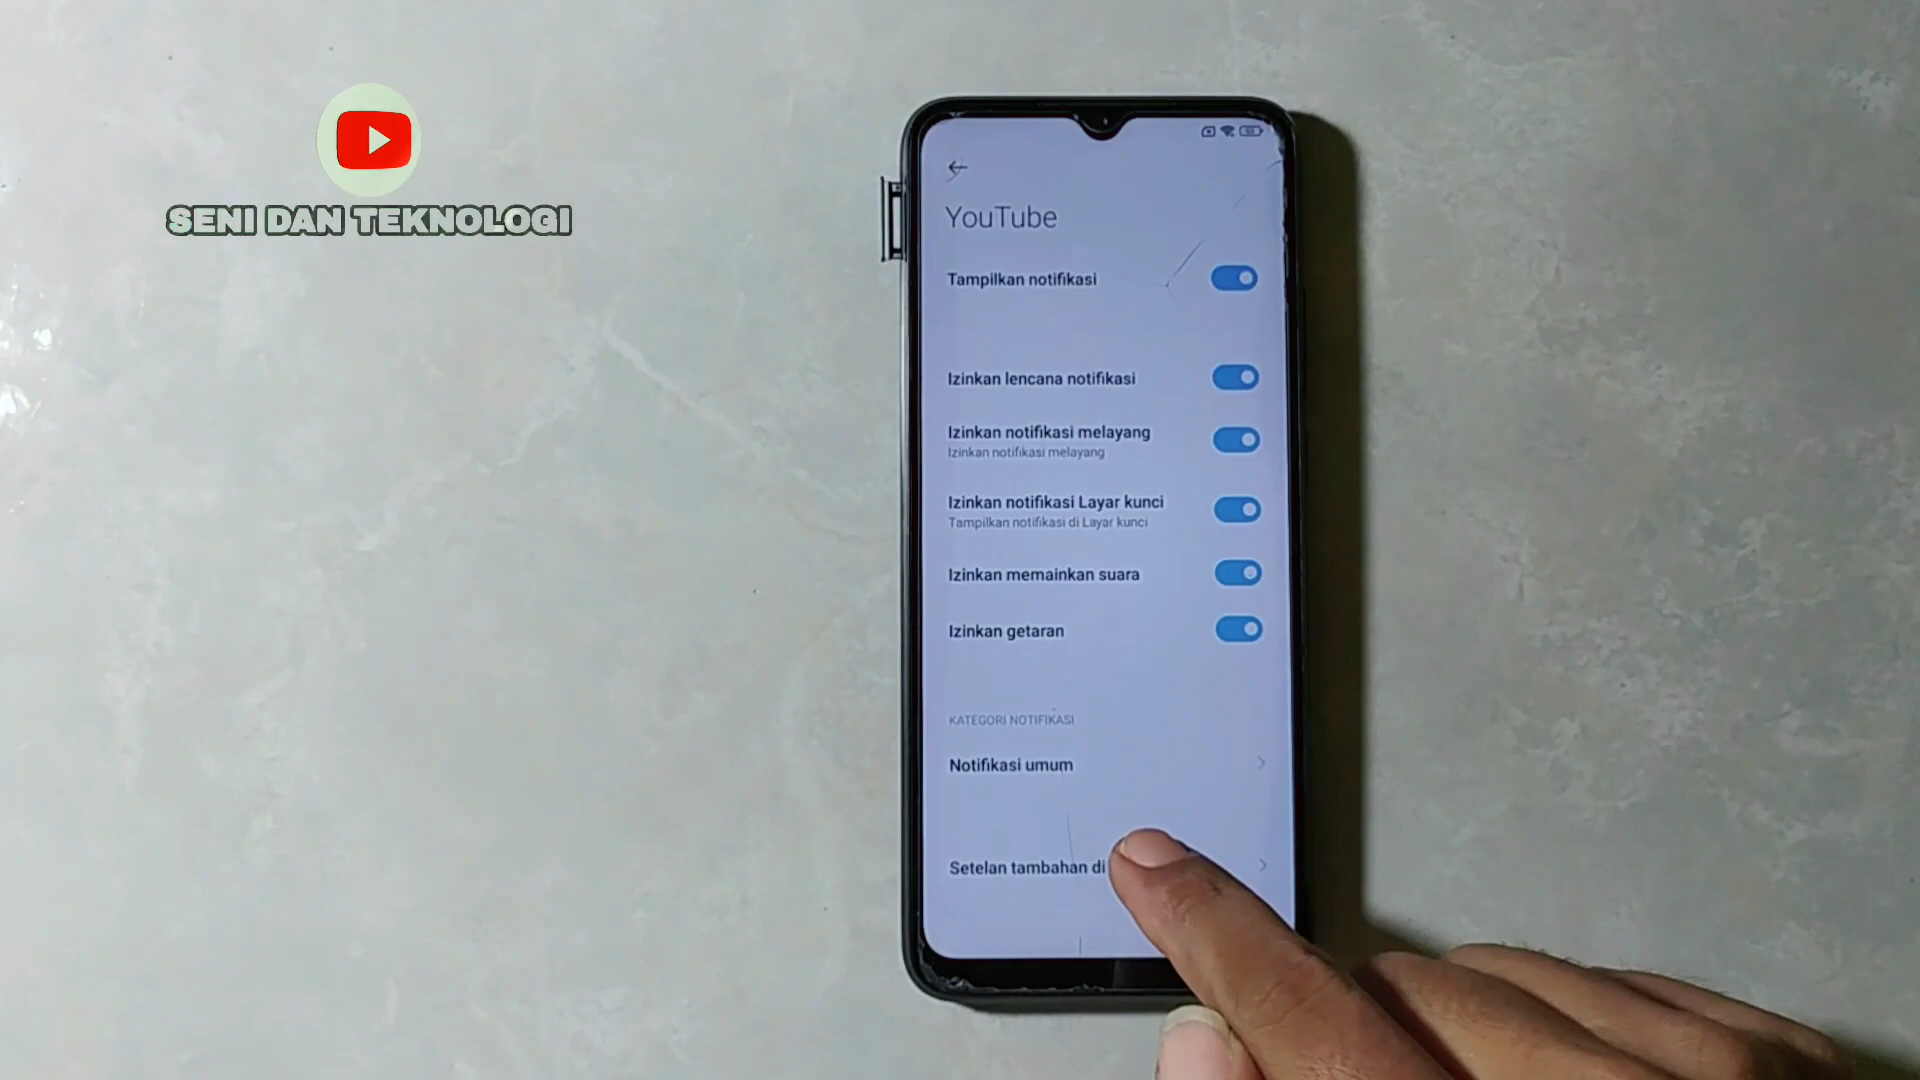 SENI DAN TEKNOLOGI
YouTube
Tampilkan notifikasi
Izinkan lencana notifikasi
Izinkan notifikasi melayang
Izinkan notifikasi melayang
Izinkan notifikasi Layar kunci
Tampilkan notifikasi di Layar kunci
Izinkan memainkan suara
Izinkan getaran
KATEGORI NOTIFIKASI
Notifikasi umum
Setelan tambahan di